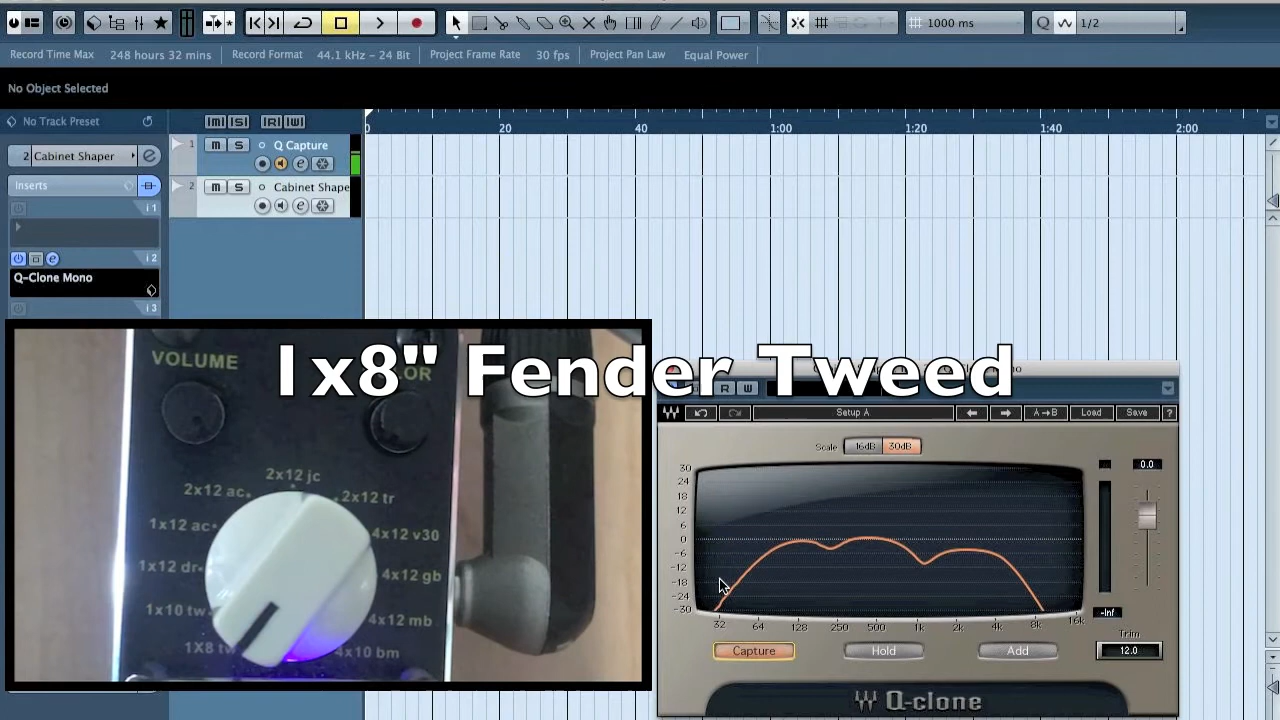 1000 ms
Q
1/2
Record Time Max 248 hours 32 mins Record Format 44.1 kHz - 24 Bit Project Frame Rate 30 fps Project Pan Law Equal Power
No Object Selected
No Track Preset
0 20 40 1:00 1:20 1:40 2:00
M S R W
2 Cabinet Shaper
Inserts
i 1
i 2
Q-Clone Mono
i 3
1 m S Q Capture
e
2 m S Cabinet Shape
e
1x8" Fender Tweed
VOLUME
OR
2x12 jc
2x12 ac
2x12 tr
1x12 ac
4x12 v30
1x12 dr
4x12 gb
1x10 tw
4x12 mb
1X8 tw
4x10 bm
R W
Setup A A→B Load Save ?
Scale 16dB 30dB
0.0
30
24
18
12
6
0
-6
-12
-18
-24
-30
32 64 128 250 500 1k 2k 4k 8k 16k
-Inf
Trim
12.0
Capture Hold Add
Q-clone